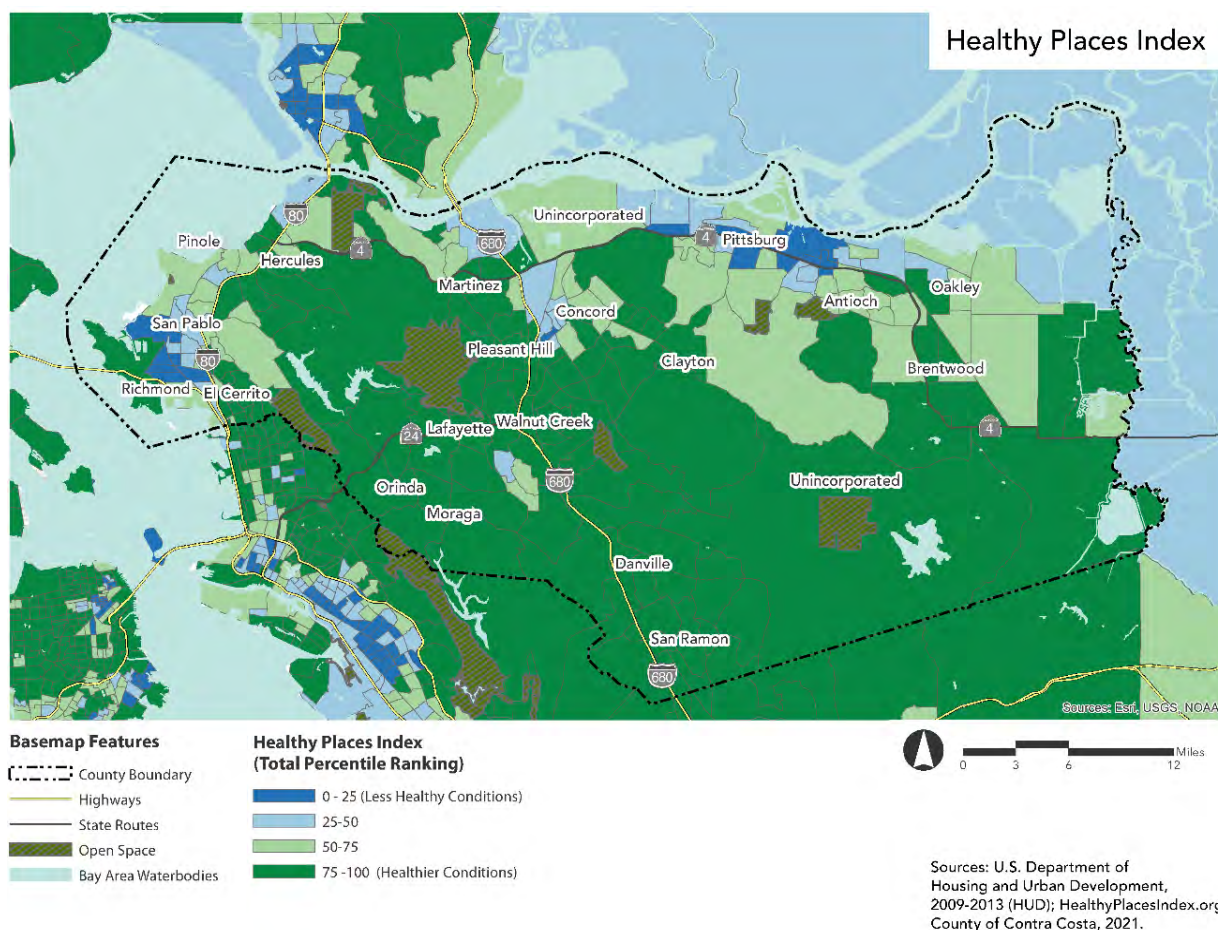 Healthy Places Index
Unincorporated
80
Pinole
680
4
Pittsburg
4
Hercules
Martinez
Oakley
Antioch
San Pablo
Concord
Pleasant Hill
80
Clayton
Brentwood
Richmond
El Cerrito
Walnut Creek
Lafayette
24
4
680
Unincorporated
Orinda
Moraga
Danville
San Ramon
680
Sources: Esri, USGS, NOAA
Basemap Features
County Boundary
Highways
State Routes
Open Space
Bay Area Waterbodies
Healthy Places Index
(Total Percentile Ranking)
0 - 25 (Less Healthy Conditions)
25-50
50-75
75 -100 (Healthier Conditions)
Miles
0 3 6 12
Sources: U.S. Department of
Housing and Urban Development,
2009-2013 (HUD); HealthyPlacesIndex.org
County of Contra Costa, 2021.